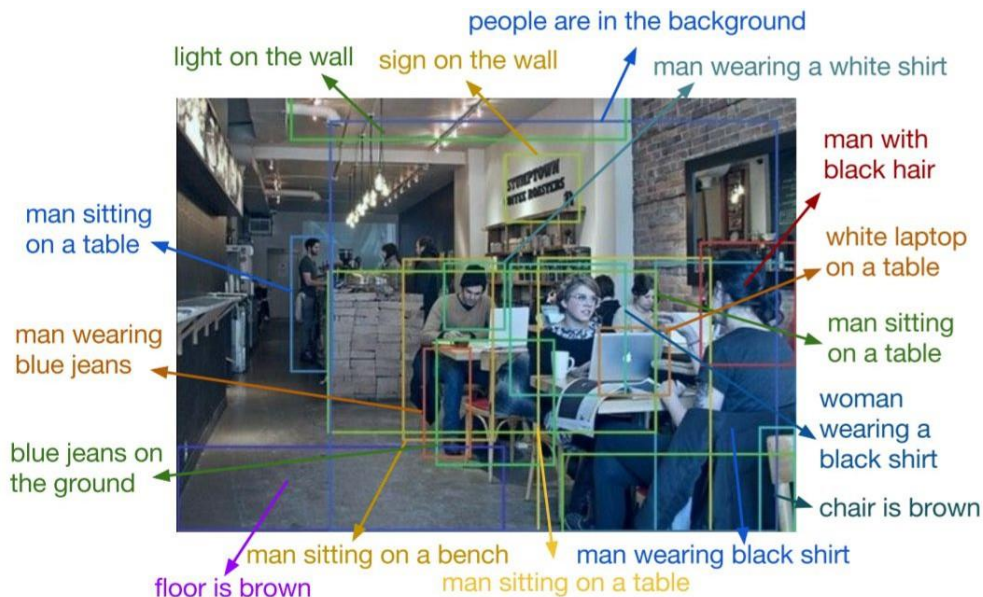 people are in the background
light on the wall
sign on the wall
man wearing a white shirt
man with
black hair
STUMPTOWN
COFFEE ROASTERS
man sitting
on a table
white laptop
on a table
man wearing
blue jeans
man sitting
on a table
woman
wearing a
black shirt
blue jeans on
the ground
chair is brown
man sitting on a bench
man wearing black shirt
floor is brown
man sitting on a table